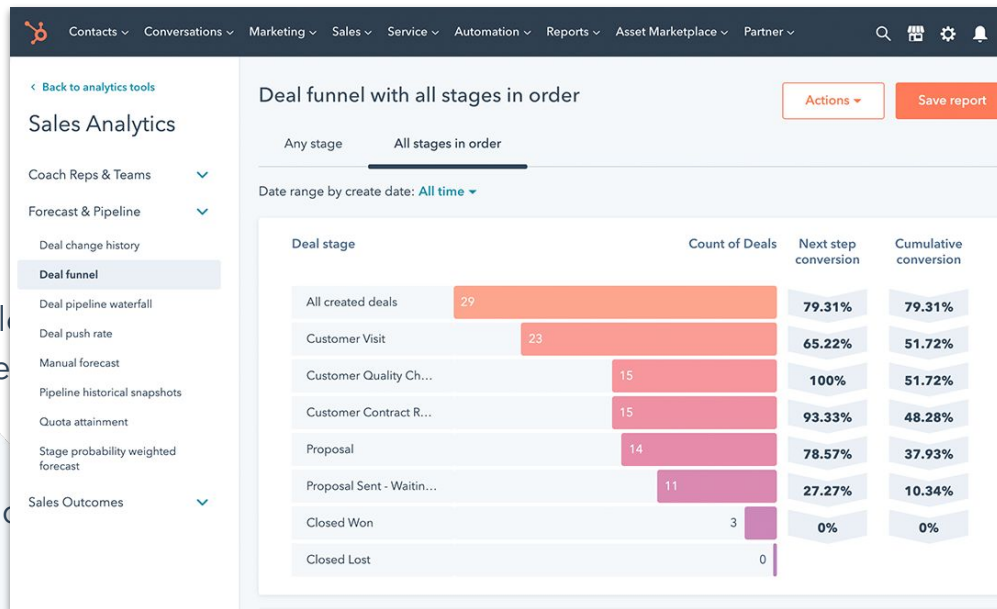 Contacts Conversations Marketing Sales Service Automation Reports Asset Marketplace Partner
Back to analytics tools
Sales Analytics
Coach Reps & Teams
Forecast & Pipeline
Deal change history
Deal funnel
Deal pipeline waterfall
Deal push rate
Manual forecast
Pipeline historical snapshots
Quota attainment
Stage probability weighted
forecast
Sales Outcomes
Deal funnel with all stages in order
Actions
Save report
Any stage All stages in order
Date range by create date: All time
Deal stage Count of Deals Next step conversion Cumulative conversion
All created deals 29 79.31% 79.31%
Customer Visit 23 65.22% 51.72%
Customer Quality Ch... 15 100% 51.72%
Customer Contract R... 15 93.33% 48.28%
Proposal 14 78.57% 37.93%
Proposal Sent - Waitin... 11 27.27% 10.34%
Closed Won 3 0% 0%
Closed Lost 0